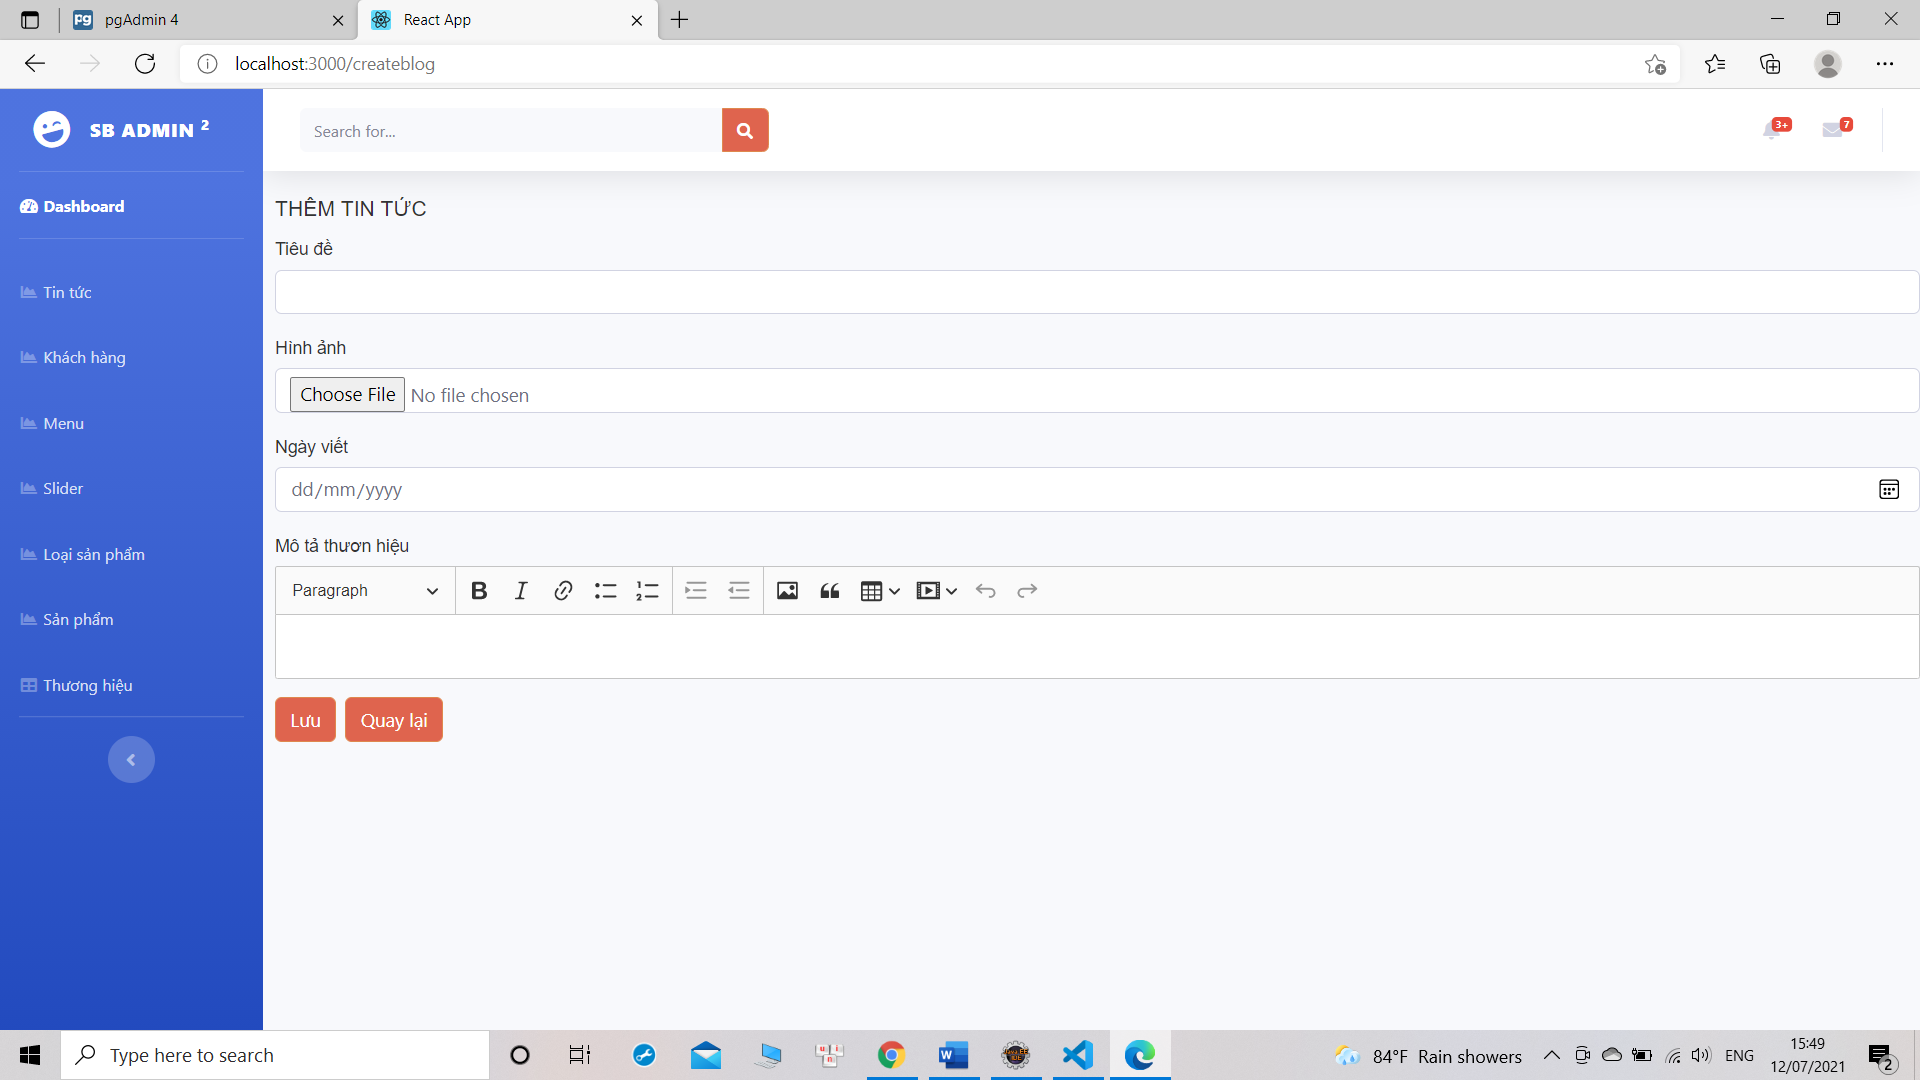 pgAdmin 4
React App
localhost:3000/createblog
SB ADMIN 2
Search for...
3+
7
Dashboard
Tin tức
Khách hàng
Menu
Slider
Loại sản phẩm
Sản phẩm
Thương hiệu
THÊM TIN TỨC
Tiêu đề
Hình ảnh
Choose File No file chosen
Ngày viết
dd/mm/yyyy
Mô tả thươn hiệu
Paragraph
Lưu
Quay lại
Type here to search
84°F Rain showers
ENG
15:49
12/07/2021
2